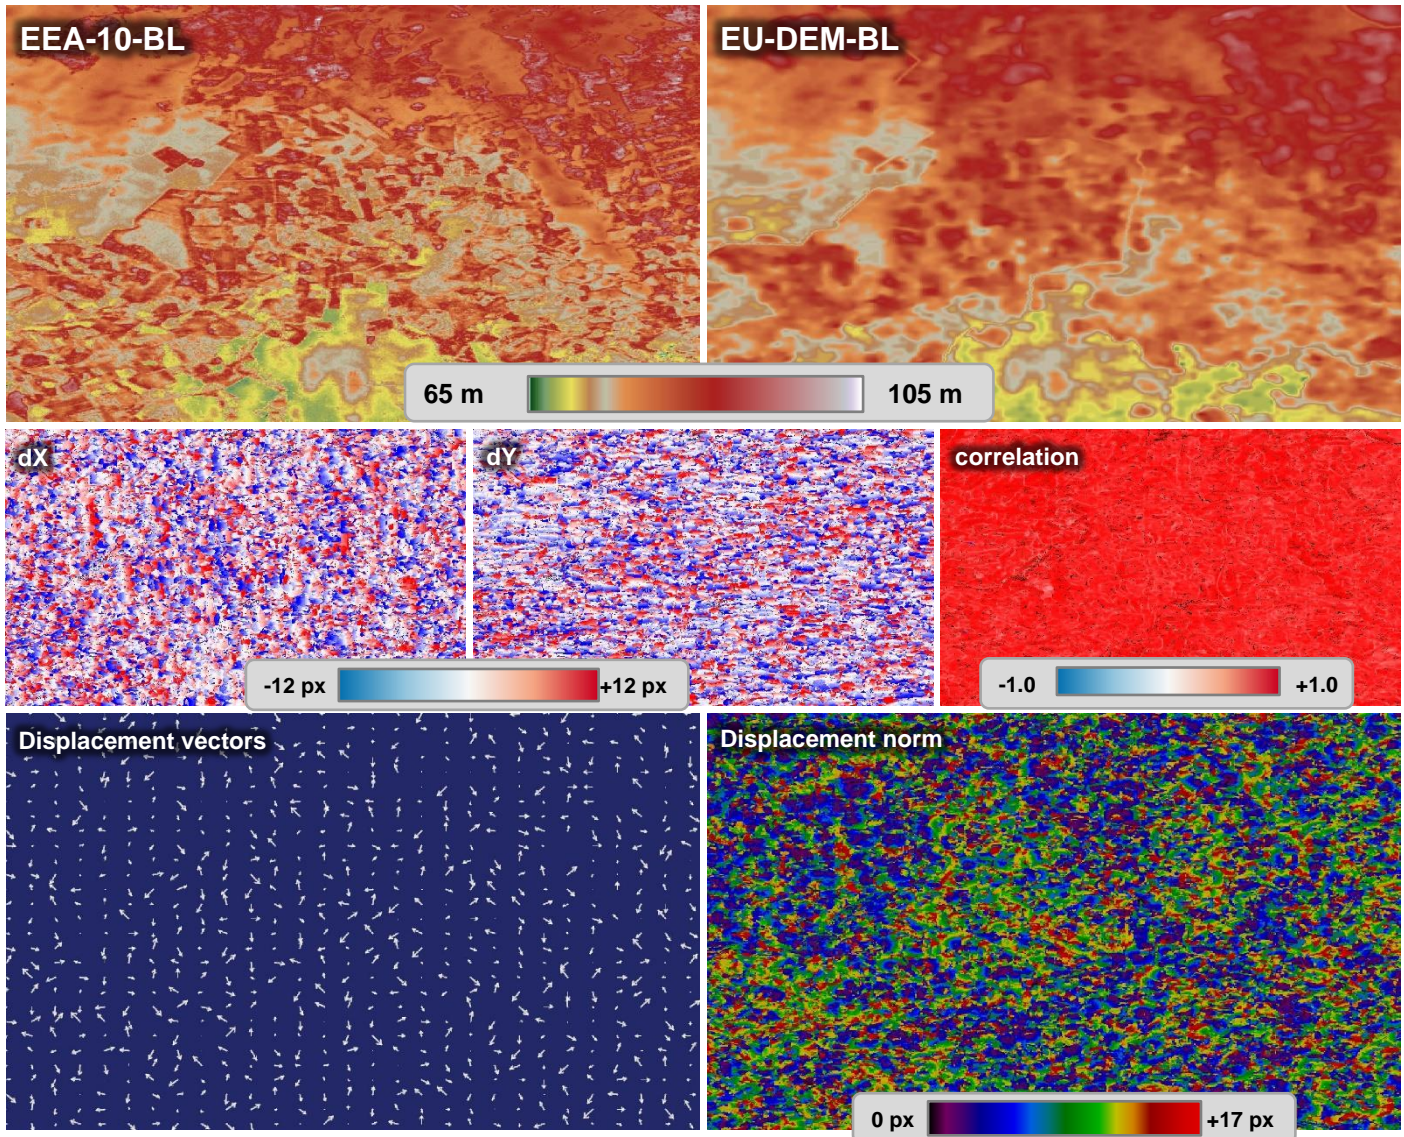 EEA-10-BL
EU-DEM-BL
65 m
105 m
dX
dY
correlation
-12 px
+12 px
-1.0
+1.0
Displacement vectors
Displacement norm
0 px
+17 px